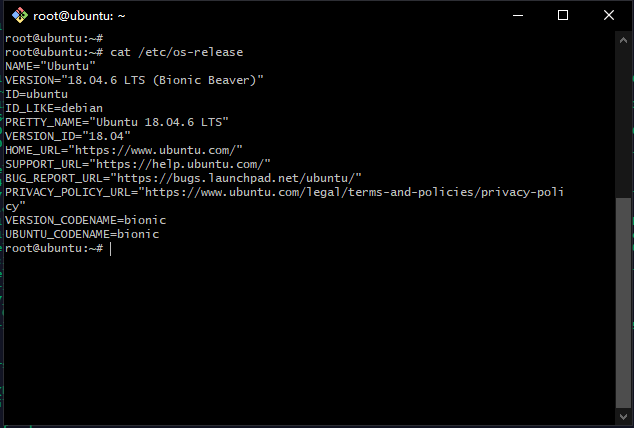 root@ubuntu: ~
root@ubuntu:~#
root@ubuntu:~# cat /etc/os-release
NAME="Ubuntu"
VERSION="18.04.6 LTS (Bionic Beaver)"
ID=ubuntu
ID_LIKE=debian
PRETTY_NAME="Ubuntu 18.04.6 LTS"
VERSION_ID="18.04"
HOME_URL="https://www.ubuntu.com/"
SUPPORT_URL="https://help.ubuntu.com/"
BUG_REPORT_URL="https://bugs.launchpad.net/ubuntu/"
PRIVACY_POLICY_URL="https://www.ubuntu.com/legal/terms-and-policies/privacy-poli
cy"
VERSION_CODENAME=bionic
UBUNTU_CODENAME=bionic
root@ubuntu:~#